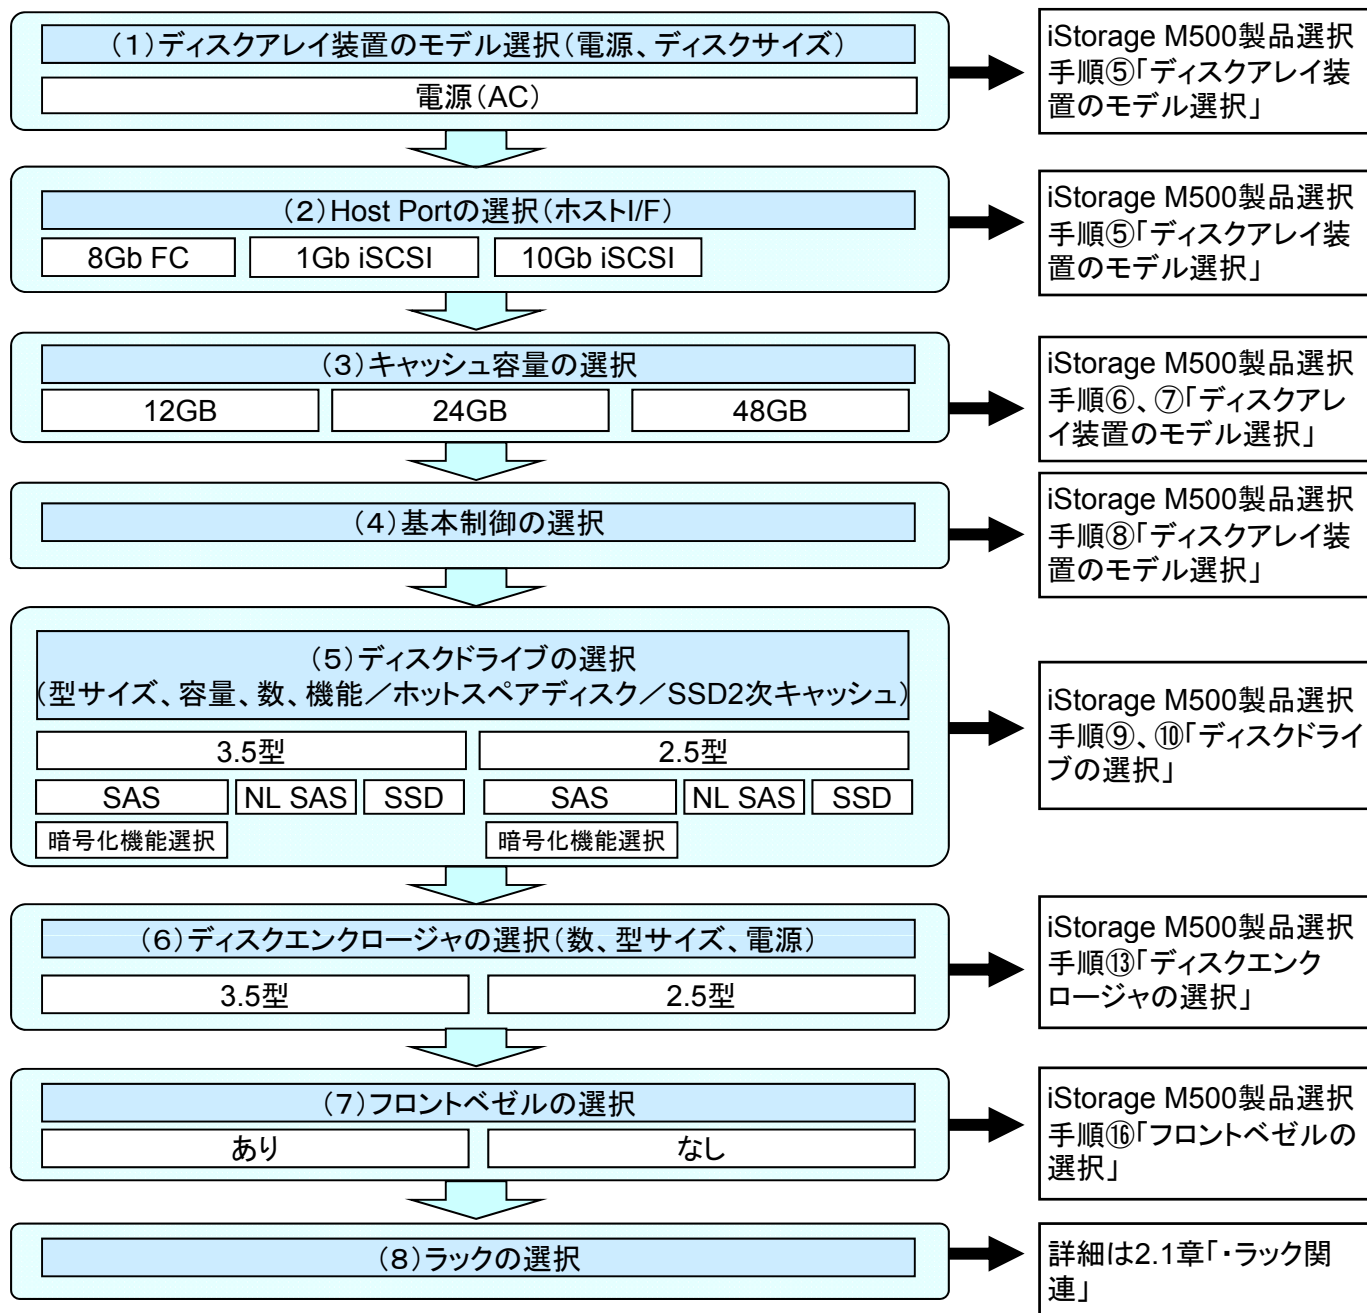 (1)ディスクアレイ装置のモデル選択(電源、ディスクサイズ)
電源(AC)
iStorage M500製品選択
手順⑤「ディスクアレイ装
置のモデル選択」
(2)Host Portの選択(ホストI/F)
8Gb FC
1Gb iSCSI
10Gb iSCSI
iStorage M500製品選択
手順⑤「ディスクアレイ装
置のモデル選択」
(3)キャッシュ容量の選択
12GB
24GB
48GB
iStorage M500製品選択
手順⑥、⑦「ディスクアレ
イ装置のモデル選択」
(4)基本制御の選択
iStorage M500製品選択
手順⑧「ディスクアレイ装
置のモデル選択」
(5)ディスクドライブの選択
(型サイズ、容量、数、機能/ホットスペアディスク/SSD2次キャッシュ)
3.5型
2.5型
SAS
NL SAS
SSD
SAS
NL SAS
SSD
暗号化機能選択
暗号化機能選択
iStorage M500製品選択
手順⑨、⑩「ディスクドライ
ブの選択」
(6)ディスクエンクロージャの選択(数、型サイズ、電源)
3.5型
2.5型
iStorage M500製品選択
手順⑬「ディスクエンク
ロージャの選択」
(7)フロントベゼルの選択
あり
なし
iStorage M500製品選択
手順⑯「フロントベゼルの
選択」
(8)ラックの選択
詳細は2.1章「・ラック関
連」